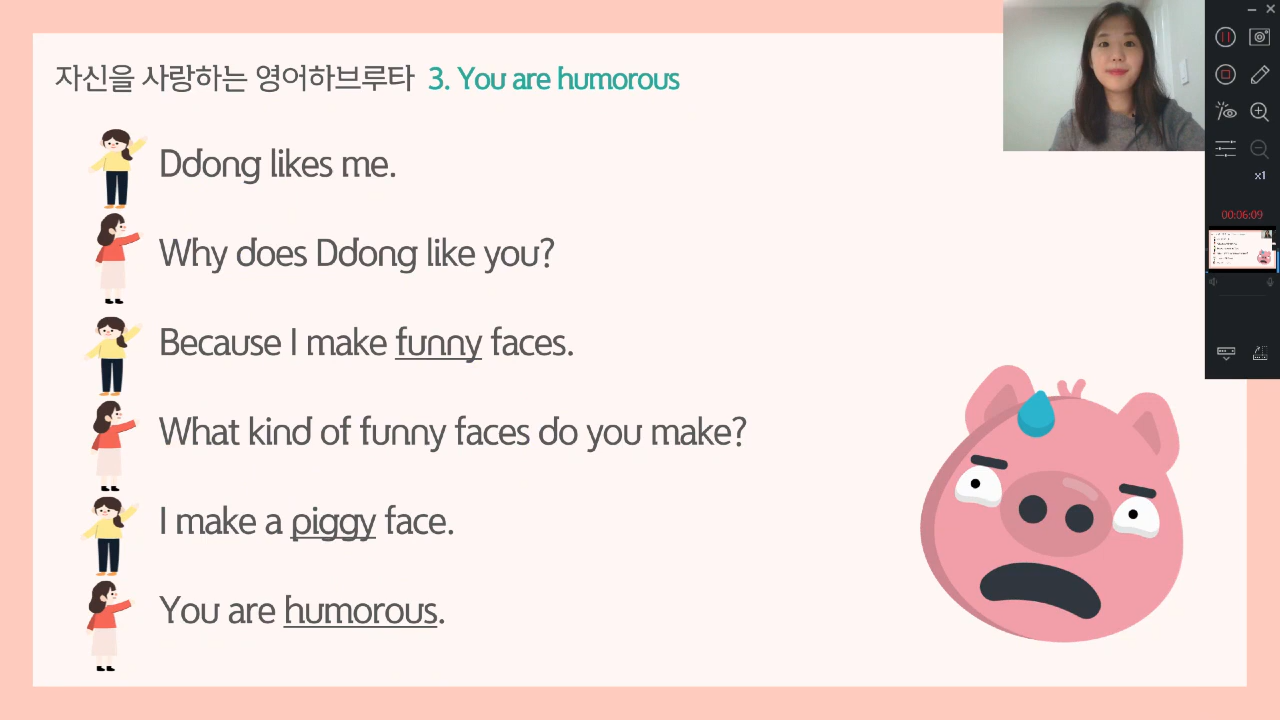 자신을 사랑하는 영어하브루타 3. You are humorous
Ddong likes me.
Why does Ddong like you?
Because I make funny faces.
What kind of funny faces do you make?
I make a piggy face.
You are humorous.
x1
00:06:09